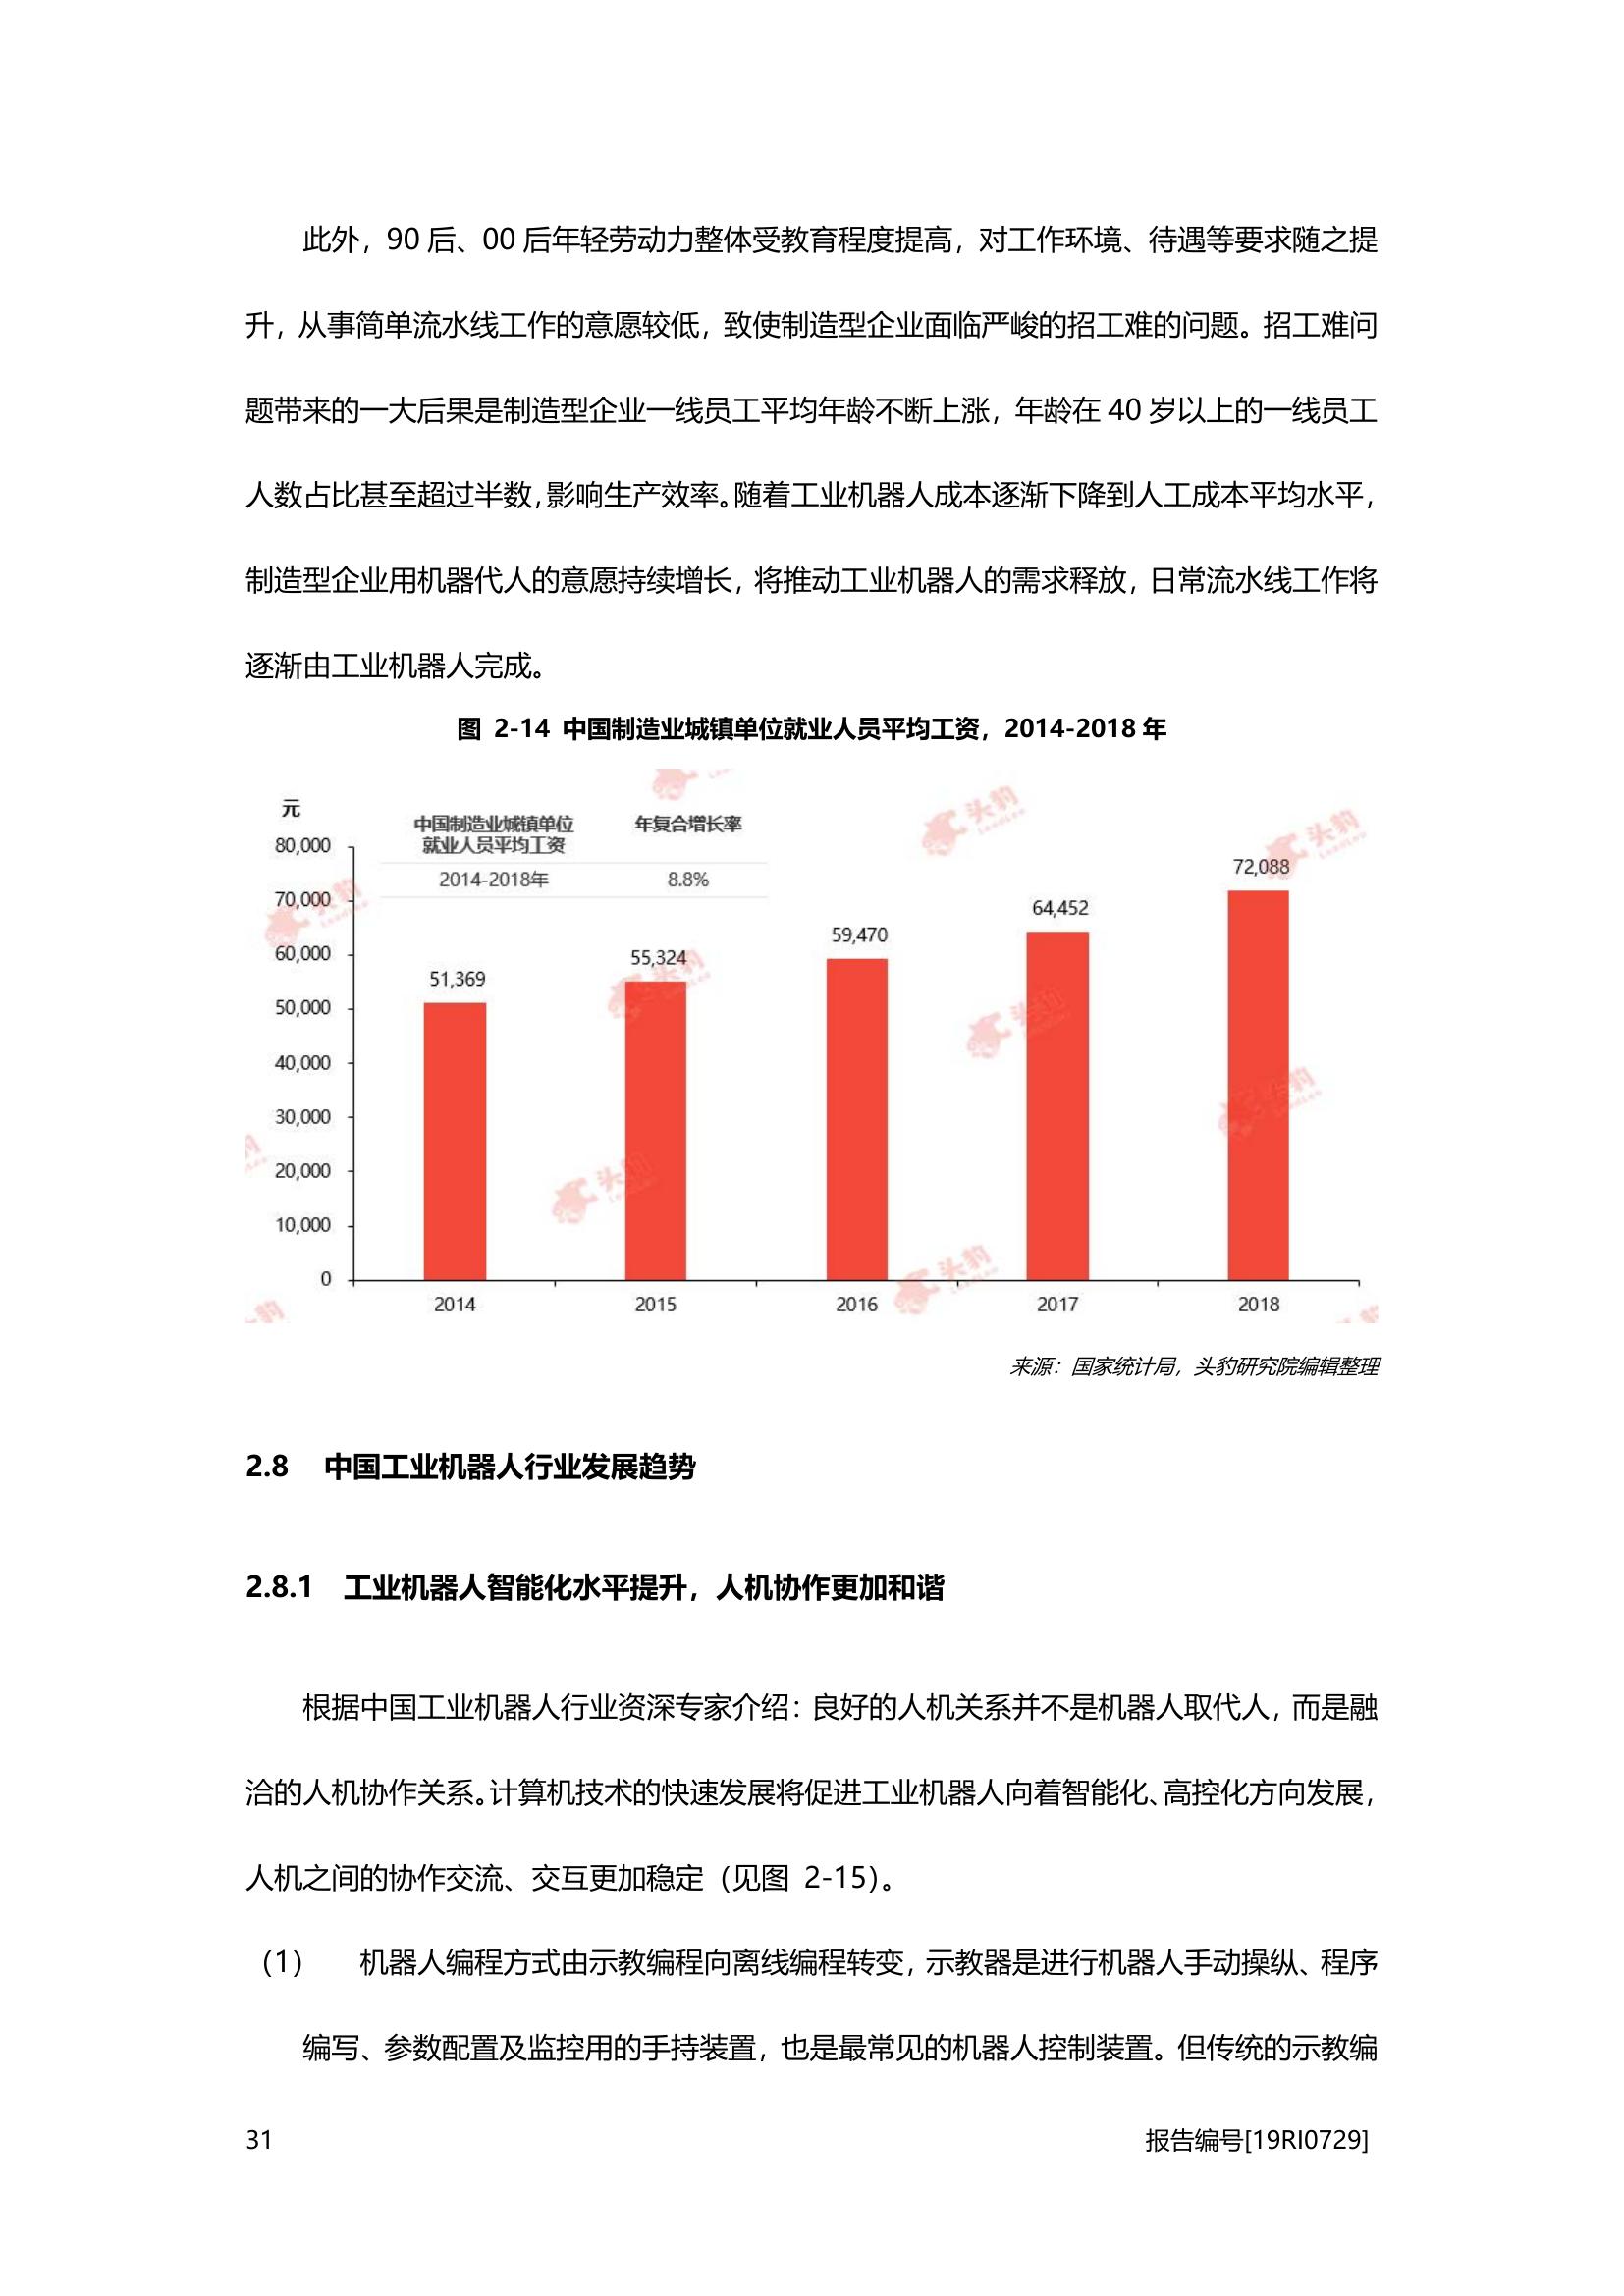 此外，90 后、00 后年轻劳动力整体受教育程度提高，对工作环境、待遇等要求随之提
升，从事简单流水线工作的意愿较低，致使制造型企业面临严峻的招工难的问题。招工难问
题带来的一大后果是制造型企业一线员工平均年龄不断上涨，年龄在 40 岁以上的一线员工
人数占比甚至超过半数，影响生产效率。随着工业机器人成本逐渐下降到人工成本平均水平，
制造型企业用机器代人的意愿持续增长，将推动工业机器人的需求释放，日常流水线工作将
逐渐由工业机器人完成。
图 2-14 中国制造业城镇单位就业人员平均工资，2014-2018 年
元
中国制造业城镇单位 年复合增长率
就业人员平均工资
2014-2018年 8.8%
80,000
70,000
60,000
50,000
40,000
30,000
20,000
10,000
0
51,369
55,324
59,470
64,452
72,088
2014 2015 2016 2017 2018
头豹
头豹
头豹
头豹
头豹
头豹
头豹
头豹
来源：国家统计局，头豹研究院编辑整理
2.8 中国工业机器人行业发展趋势
2.8.1 工业机器人智能化水平提升，人机协作更加和谐
根据中国工业机器人行业资深专家介绍：良好的人机关系并不是机器人取代人，而是融
洽的人机协作关系。计算机技术的快速发展将促进工业机器人向着智能化、高控化方向发展，
人机之间的协作交流、交互更加稳定（见图 2-15）。
（1） 机器人编程方式由示教编程向离线编程转变，示教器是进行机器人手动操纵、程序
编写、参数配置及监控用的手持装置，也是最常见的机器人控制装置。但传统的示教编
31 报告编号[19RI0729]